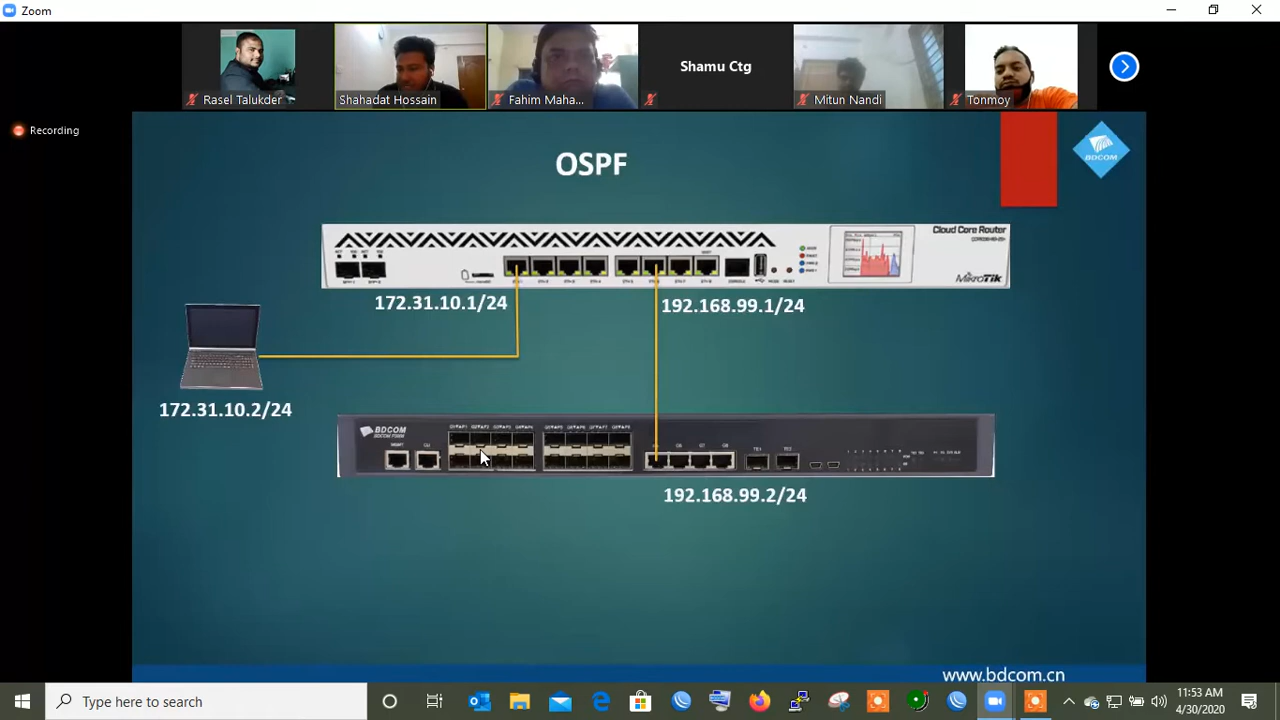 Zoom
Rasel Talukder
Shahadat Hossain
Fahim Maha...
Shamu Ctg
Mitun Nandi
Tonmoy
Recording
BDCOM
OSPF
Cloud Core Router
MikroTik
172.31.10.1/24
192.168.99.1/24
172.31.10.2/24
BDCOM
192.168.99.2/24
www.bdcom.cn
Type here to search
11:53 AM
4/30/2020